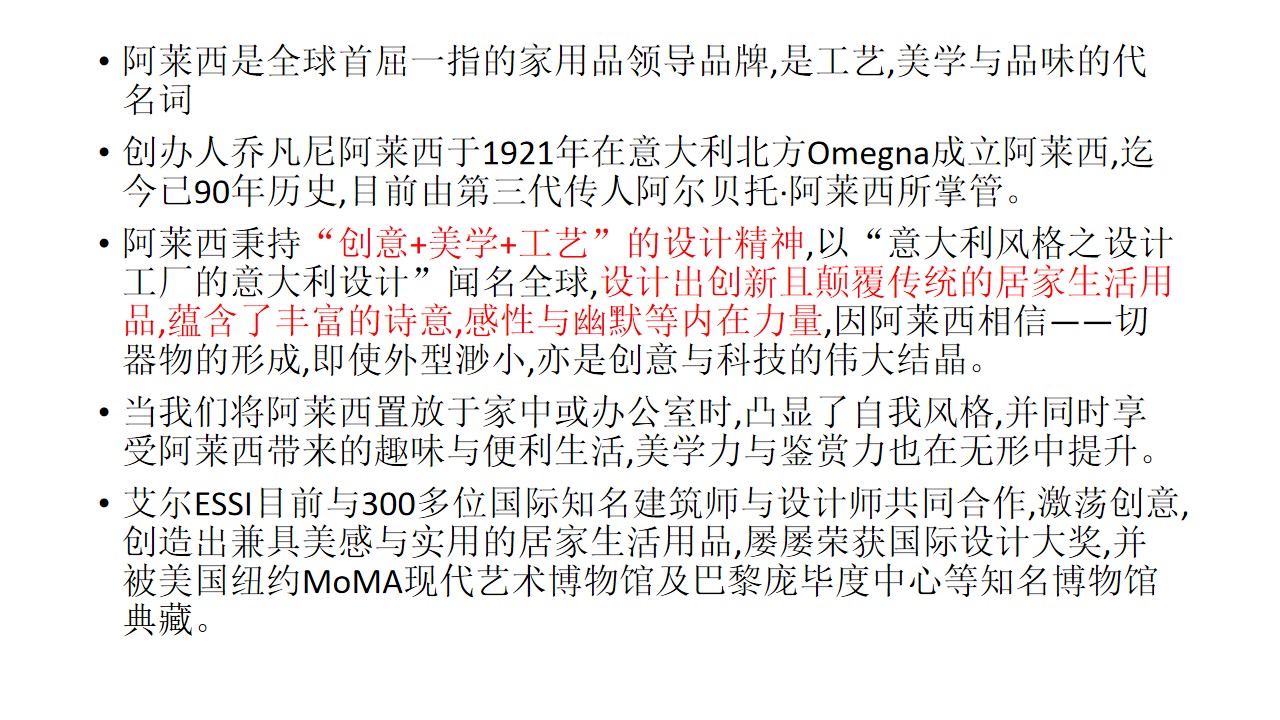 • 阿莱西是全球首屈一指的家用品领导品牌,是工艺,美学与品味的代
名词
• 创办人乔凡尼阿莱西于1921年在意大利北方Omegna成立阿莱西,迄
今已90年历史,目前由第三代传人阿尔贝托·阿莱西所掌管。
• 阿莱西秉持“创意+美学+工艺”的设计精神,以“意大利风格之设计
工厂的意大利设计”闻名全球,设计出创新且颠覆传统的居家生活用
品,蕴含了丰富的诗意,感性与幽默等内在力量,因阿莱西相信——切
器物的形成,即使外型渺小,亦是创意与科技的伟大结晶。
• 当我们将阿莱西置放于家中或办公室时,凸显了自我风格,并同时享
受阿莱西带来的趣味与便利生活,美学力与鉴赏力也在无形中提升。
• 艾尔ESSI目前与300多位国际知名建筑师与设计师共同合作,激荡创意,
创造出兼具美感与实用的居家生活用品,屡屡荣获国际设计大奖,并
被美国纽约MoMA现代艺术博物馆及巴黎庞毕度中心等知名博物馆
典藏。